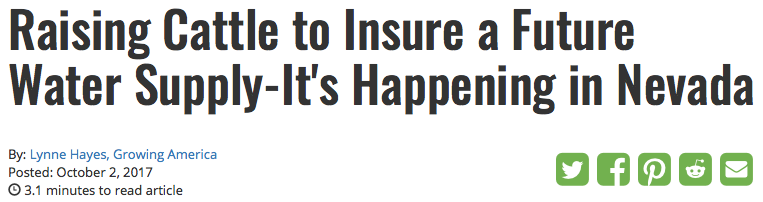 Raising Cattle to Insure a Future
Water Supply-It's Happening in Nevada
By: Lynne Hayes, Growing America
Posted: October 2, 2017
3.1 minutes to read article